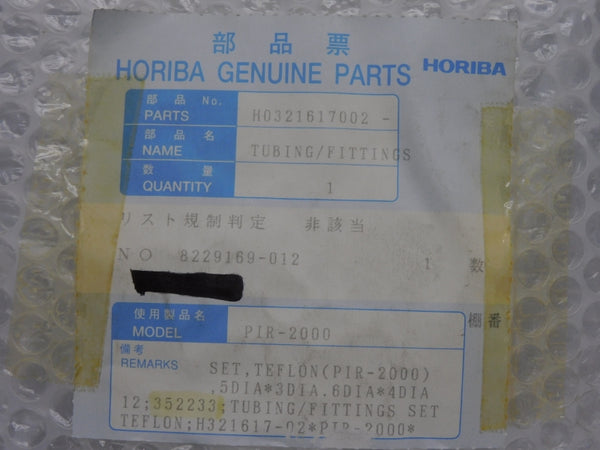 部品票
HORIBA GENUINE PARTS HORIBA
部品 No.
PARTS H0321617002 -
部品名
NAME TUBING/FITTINGS
数量
QUANTITY 1
リスト規制判定 非該当
NO 8229169-012 1 数
使用製品名
MODEL PIR-2000 棚番
備考
REMARKS SET,TEFLON(PIR-2000)
,5DIA*3DIA.6DIA*4DIA
12;352233;TUBING/FITTINGS SET
TEFLON;H321617-02*PIR-2000*